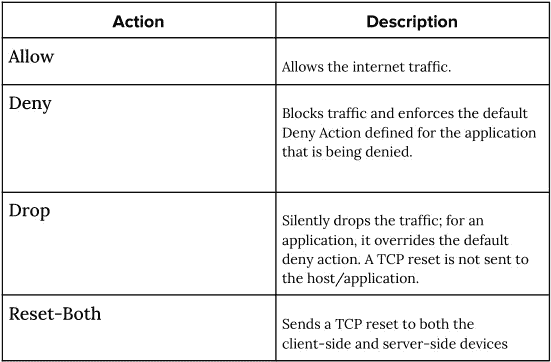 Action
Description
Allow
Allows the internet traffic.
Deny
Blocks traffic and enforces the default
Deny Action defined for the application
that is being denied.
Drop
Silently drops the traffic; for an
application, it overrides the default
deny action. A TCP reset is not sent to
the host/application.
Reset-Both
Sends a TCP reset to both the
client-side and server-side devices